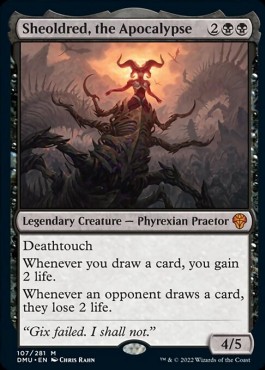 Sheoldred, the Apocalypse 2
Legendary Creature — Phyrexian Praetor
Deathtouch
Whenever you draw a card, you gain
2 life.
Whenever an opponent draws a card,
they lose 2 life.
“Gix failed. I shall not.”
4/5
107/281 M
DMU • EN Chris Rahn
™ & © 2022 Wizards of the Coast